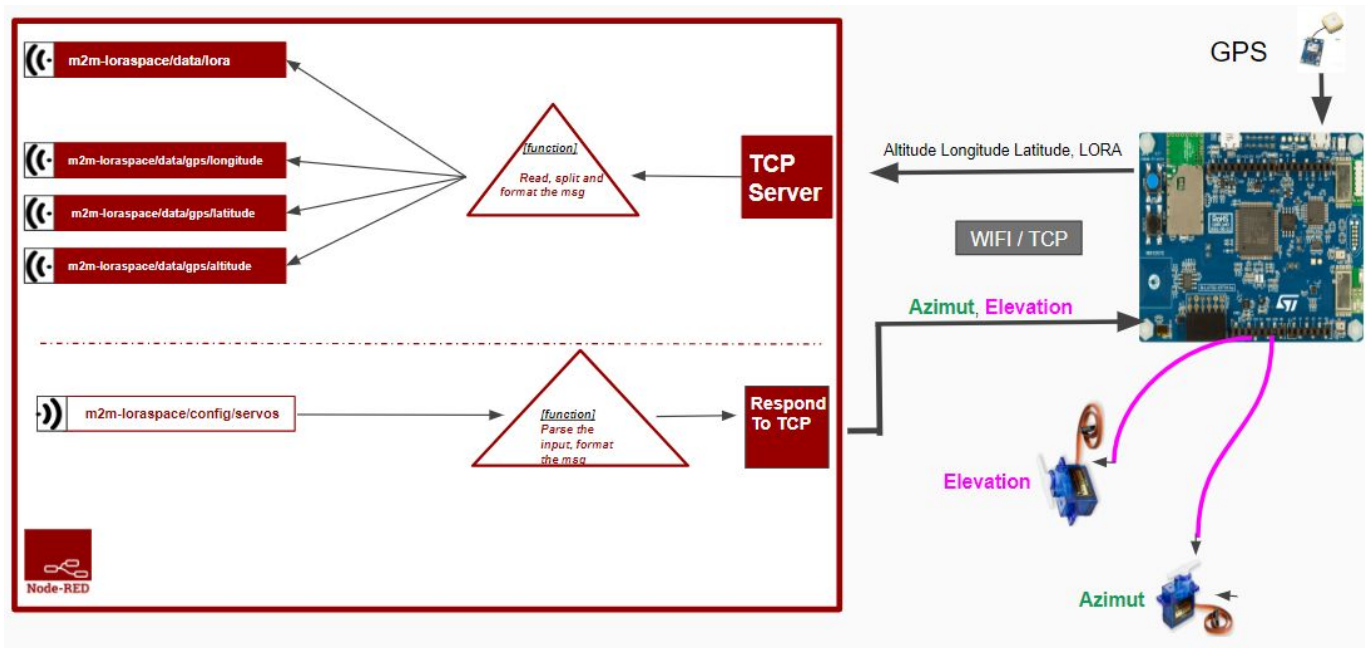 m2m-loraspace/data/lora
m2m-loraspace/data/gps/longitude
m2m-loraspace/data/gps/latitude
m2m-loraspace/data/gps/altitude
[function]
Read, split and
format the msg
TCP
Server
m2m-loraspace/config/servos
[function]
Parse the
input, format
the msg
Respond
To TCP
Node-RED
GPS
Altitude Longitude Latitude, LORA
WIFI / TCP
Azimut, Elevation
ST
Elevation
Azimut